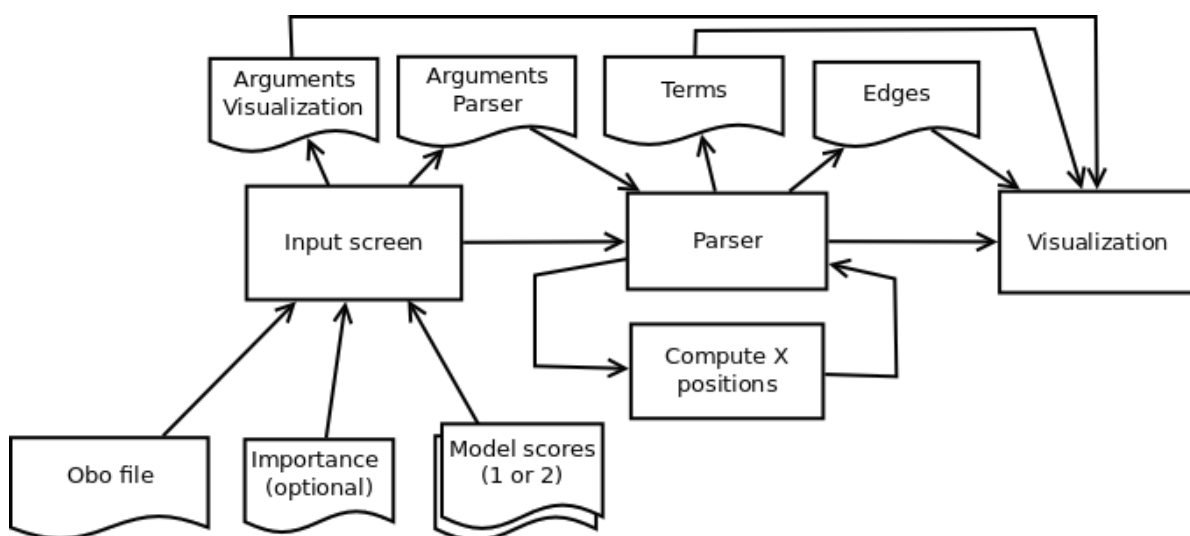 Arguments
Visualization
Arguments
Parser
Terms
Edges
Input screen
Parser
Visualization
Compute X
positions
Obo file
Importance
(optional)
Model scores
(1 or 2)